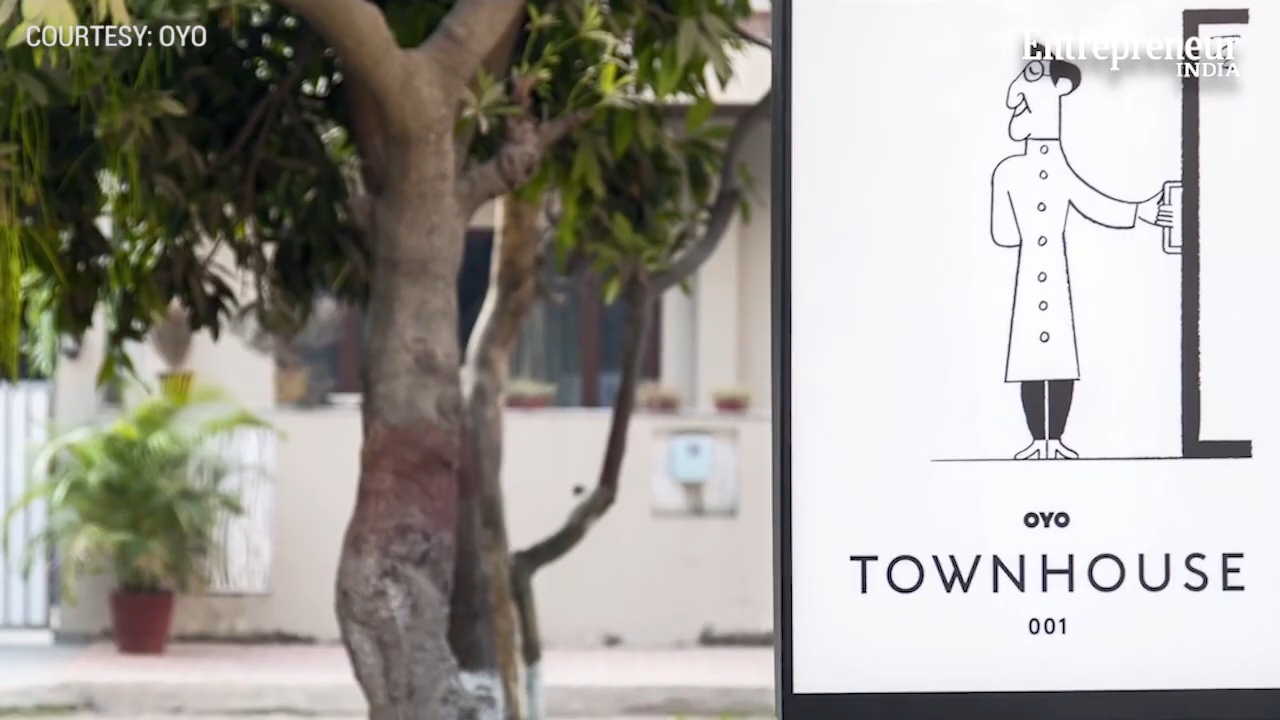 COURTESY: OYO
Entrepreneur
INDIA
OYO
TOWNHOUSE
001